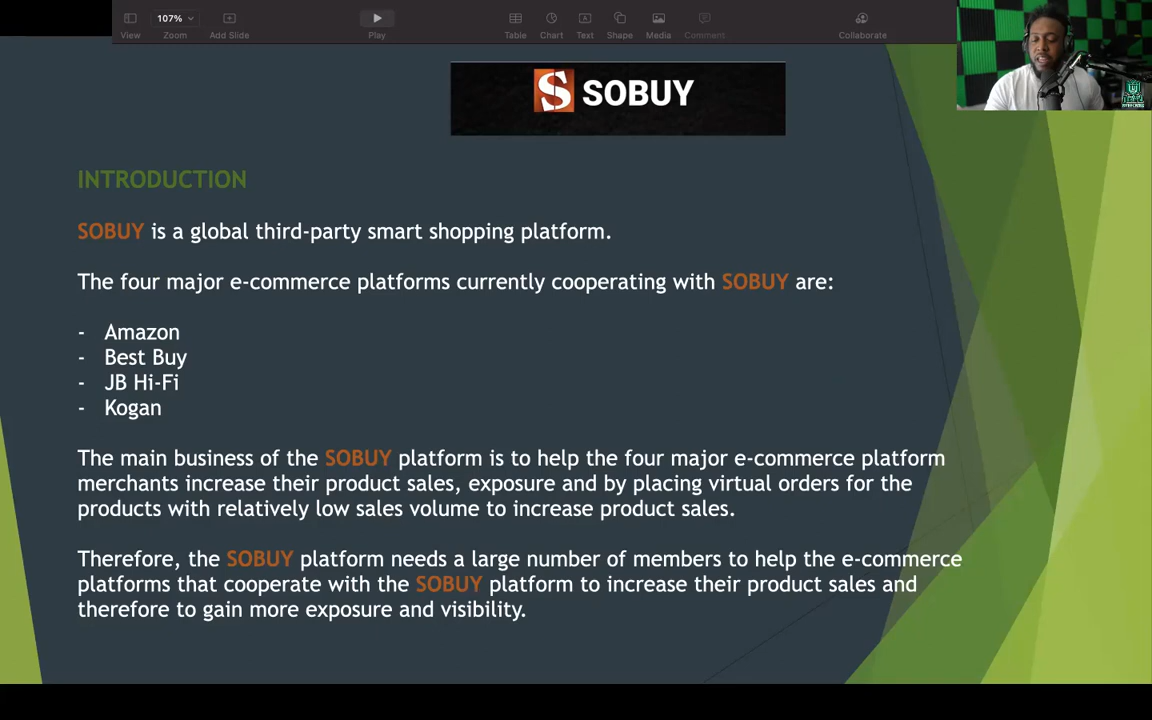 107%
View
Zoom
Add Slide
Play
Table
Chart
Text
Shape
Media
Comment
Collaborate
S SOBUY
INTRODUCTION
SOBUY is a global third-party smart shopping platform.
The four major e-commerce platforms currently cooperating with SOBUY are:
- Amazon
- Best Buy
- JB Hi-Fi
- Kogan
The main business of the SOBUY platform is to help the four major e-commerce platform
merchants increase their product sales, exposure and by placing virtual orders for the
products with relatively low sales volume to increase product sales.
Therefore, the SOBUY platform needs a large number of members to help the e-commerce
platforms that cooperate with the SOBUY platform to increase their product sales and
therefore to gain more exposure and visibility.